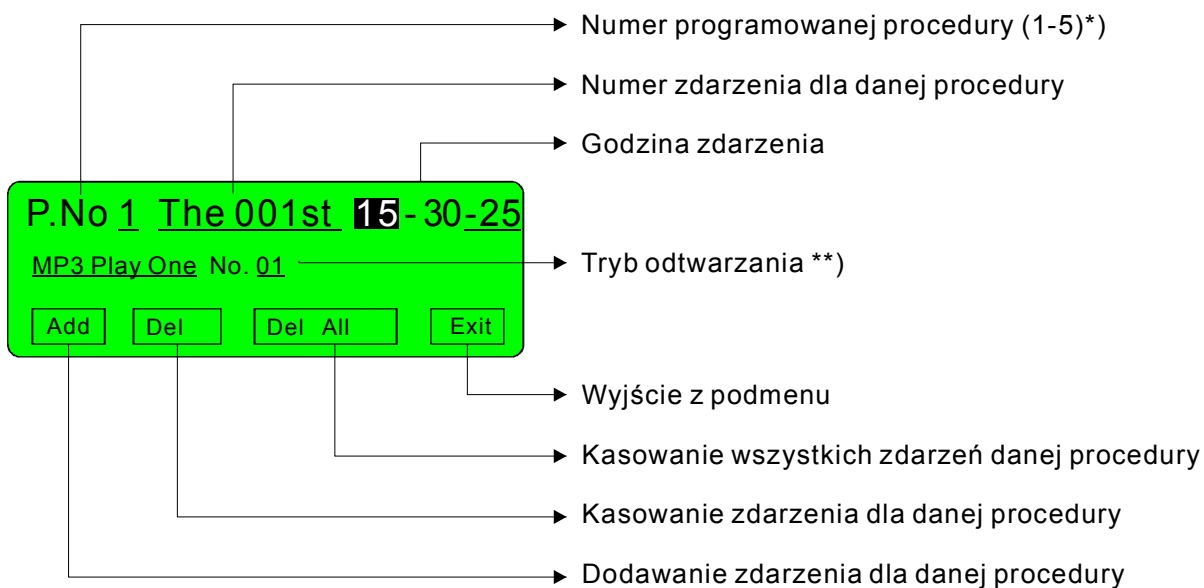 Numer programowanej procedury (1-5)*)
Numer zdarzenia dla danej procedury
Godzina zdarzenia
P.No 1 The 001st 15-30-25
MP3 Play One No. 01
Tryb odtwarzania **)
Add Del Del All Exit
Wyjście z podmenu
Kasowanie wszystkich zdarzeń danej procedury
Kasowanie zdarzenia dla danej procedury
Dodawanie zdarzenia dla danej procedury